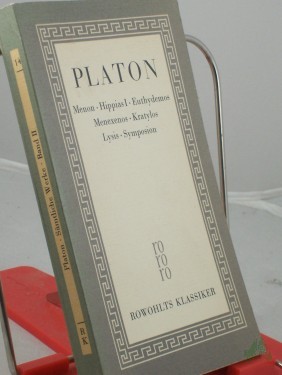 PLATON
Menon · Hippias I · Euthydemos
Menexenos · Kratylos
Lysis · Symposion
ro
ro
ro
ROWOHLTS KLASSIKER
Platon · Sämtliche Werke · Band II